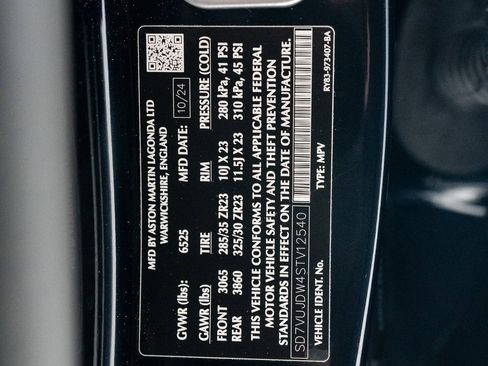 MFD BY ASTON MARTIN LAGONDA LTD
WARWICKSHIRE, ENGLAND
GVWR (lbs): 6525 MFD DATE: 10/24
GAWR (lbs): TIRE RIM PRESSURE (COLD)
FRONT 3065 285/35 ZR23 10J X 23 280 kPa, 41 PSI
REAR 3860 325/30 ZR23 11.5J X 23 310 kPa, 45 PSI
THIS VEHICLE CONFORMS TO ALL APPLICABLE FEDERAL
MOTOR VEHICLE SAFETY AND THEFT PREVENTION
STANDARDS IN EFFECT ON THE DATE OF MANUFACTURE.
SD7VUJDW4STV12540
VEHICLE IDENT. NO. TYPE: MPV
RY83-973407-BA